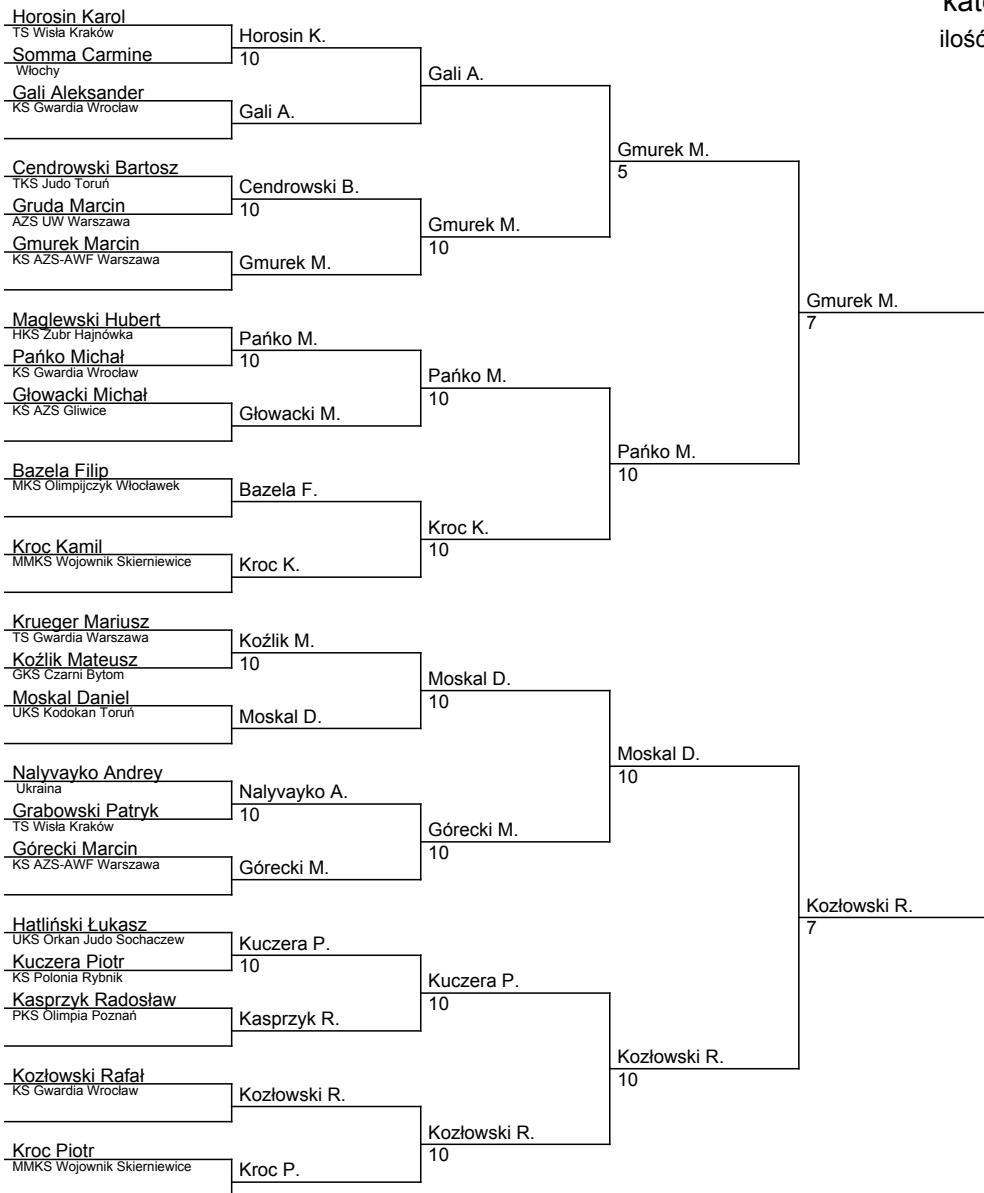 kate
ilość
Horosin Karol
TS Wisła Kraków
Somma Carmine
Włochy
Gali Aleksander
KS Gwardia Wrocław
Cendrowski Bartosz
TKS Judo Toruń
Gruda Marcin
AZS UW Warszawa
Gmurek Marcin
KS AZS-AWF Warszawa
Maglewski Hubert
HKS Żubr Hajnówka
Pańko Michał
KS Gwardia Wrocław
Głowacki Michał
KS AZS Gliwice
Bazela Filip
MKS Olimpijczyk Włocławek
Kroc Kamil
MMKS Wojownik Skierniewice
Krueger Mariusz
TS Gwardia Warszawa
Koźlik Mateusz
GKS Czarni Bytom
Moskal Daniel
UKS Kodokan Toruń
Nalyvayko Andrey
Ukraina
Grabowski Patryk
TS Wisła Kraków
Górecki Marcin
KS AZS-AWF Warszawa
Hatliński Łukasz
UKS Orkan Judo Sochaczew
Kuczera Piotr
KS Polonia Rybnik
Kasprzyk Radosław
PKS Olimpia Poznań
Kozłowski Rafał
KS Gwardia Wrocław
Kroc Piotr
MMKS Wojownik Skierniewice
Horosin K.
10
Gali A.
Cendrowski B.
10
Gmurek M.
Pańko M.
10
Głowacki M.
Bazela F.
Kroc K.
Koźlik M.
10
Moskal D.
Nalyvayko A.
10
Górecki M.
Kuczera P.
10
Kasprzyk R.
Kozłowski R.
Kroc P.
Gali A.
Gmurek M.
10
Pańko M.
10
Kroc K.
10
Moskal D.
10
Górecki M.
10
Kuczera P.
10
Kozłowski R.
10
Gmurek M.
5
Pańko M.
10
Moskal D.
10
Kozłowski R.
10
Gmurek M.
7
Kozłowski R.
7